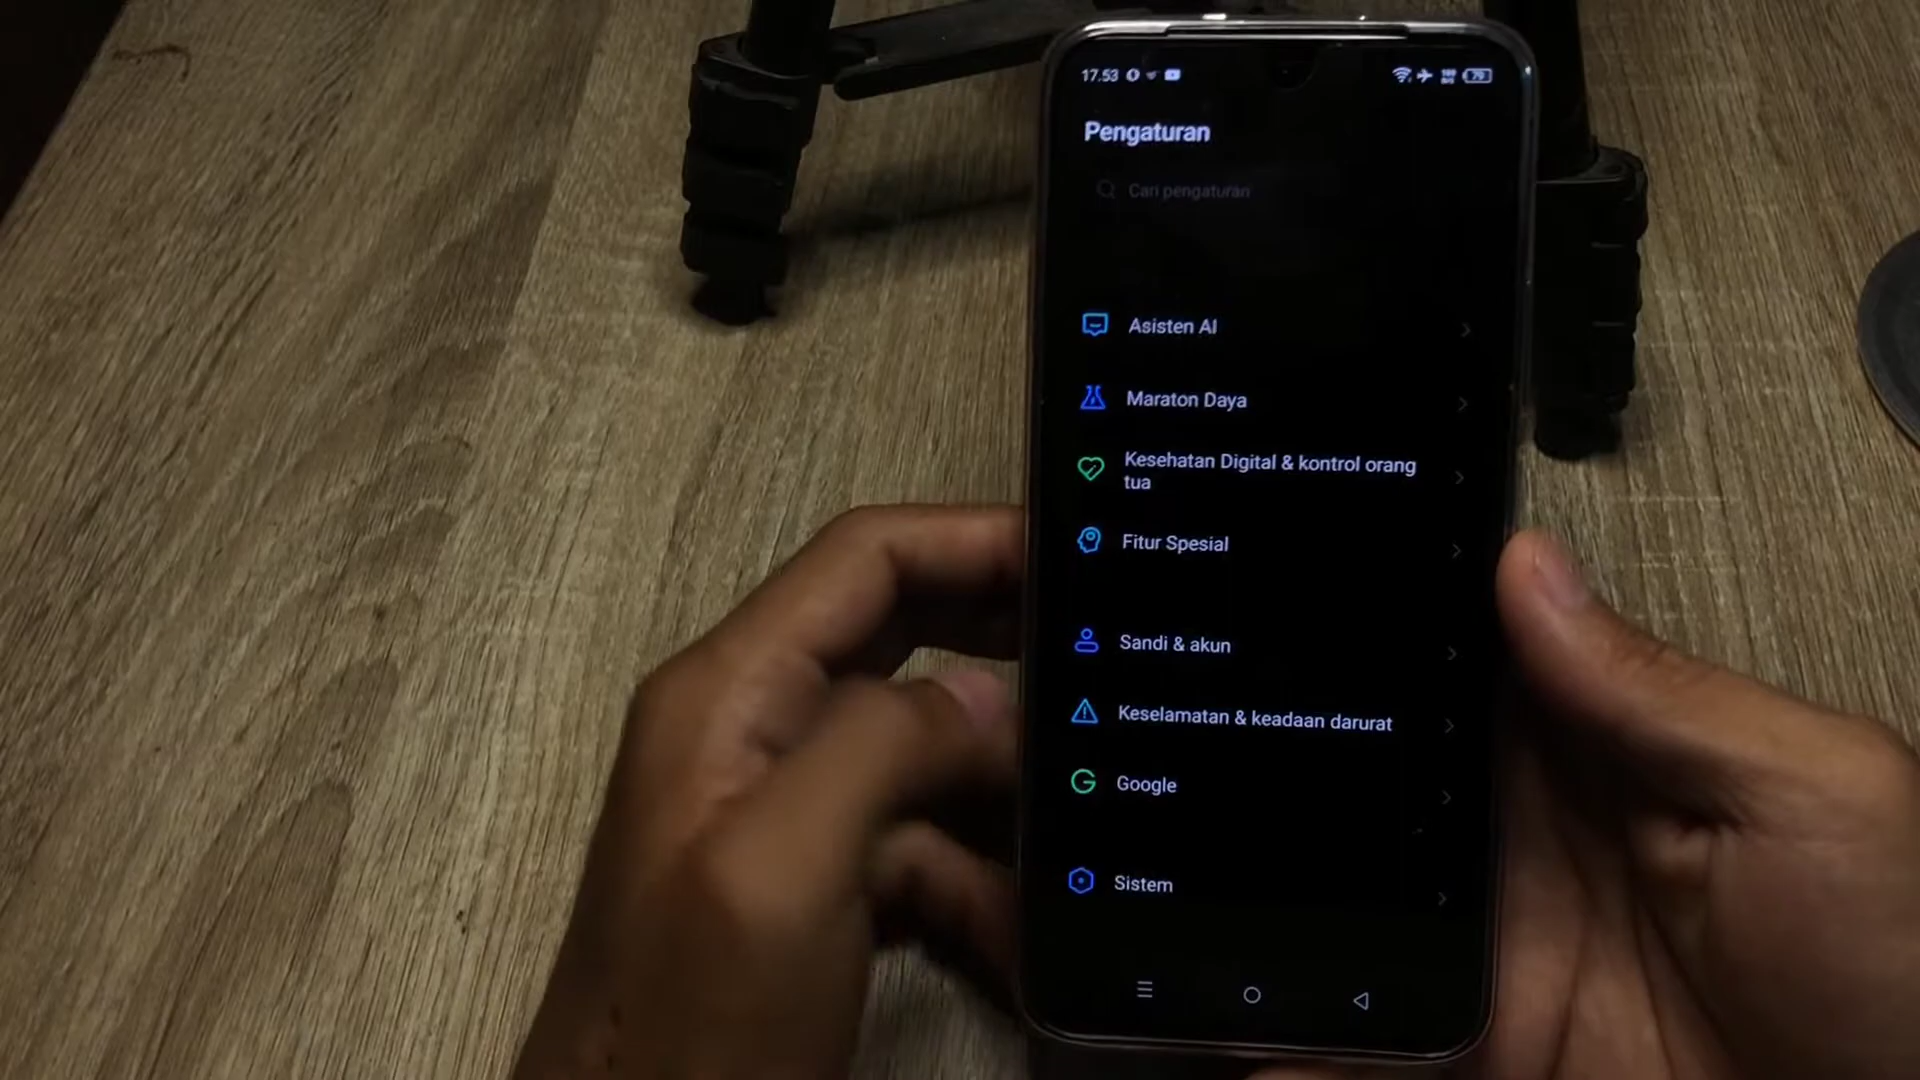 17.53
79
Pengaturan
Cari pengaturan
Asisten AI
Maraton Daya
Kesehatan Digital & kontrol orang
tua
Fitur Spesial
Sandi & akun
Keselamatan & keadaan darurat
Google
Sistem